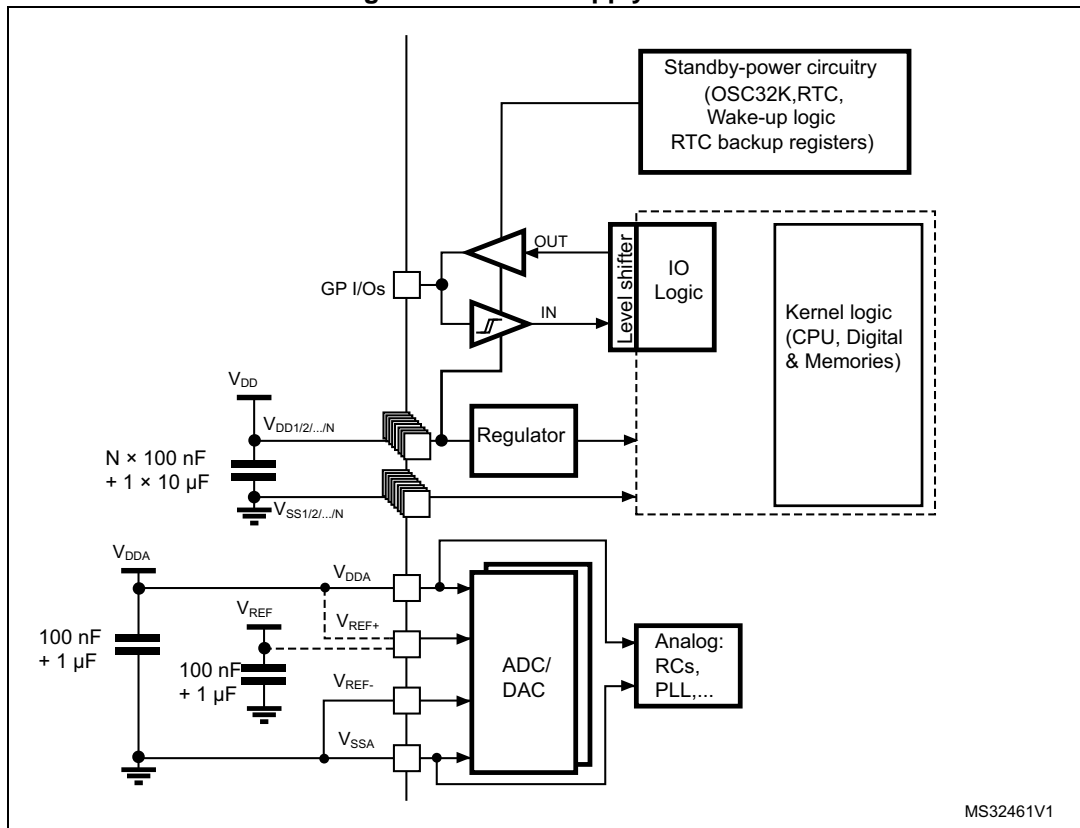 Standby-power circuitry
(OSC32K,RTC,
Wake-up logic
RTC backup registers)
OUT
Level shifter
IO
Logic
GP I/Os
IN
Kernel logic
(CPU, Digital
& Memories)
VDD
VDD1/2/.../N
Regulator
N × 100 nF
+ 1 × 10 µF
VSS1/2/.../N
VDDA
VDDA
VREF
VREF+
100 nF
+ 1 µF
100 nF
+ 1 µF
ADC/
DAC
Analog:
RCs,
PLL,...
VREF-
VSSA
MS32461V1